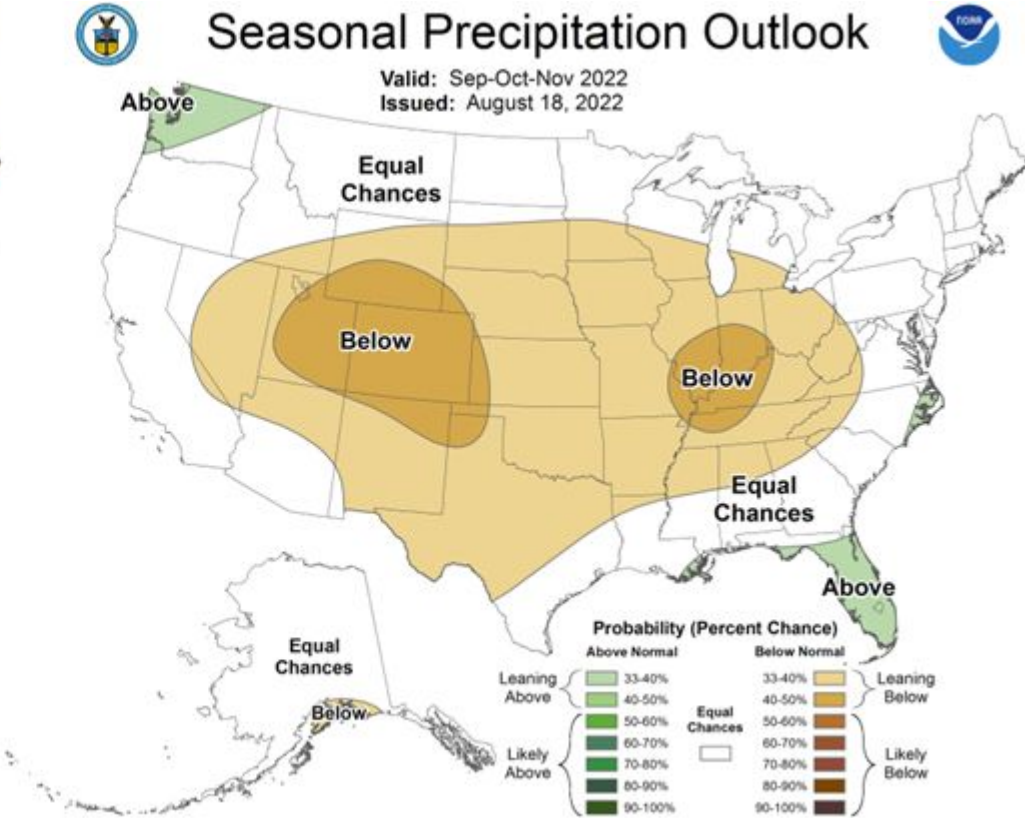 Seasonal Precipitation Outlook
NOAA
Valid: Sep-Oct-Nov 2022
Issued: August 18, 2022
Above
Equal
Chances
Below
Below
Equal
Chances
Above
Equal
Chances
Below
Probability (Percent Chance)
Above Normal
Below Normal
Leaning
Above
33-40%
40-50%
Likely
Above
50-60%
60-70%
70-80%
80-90%
90-100%
Equal
Chances
33-40%
40-50%
Leaning
Below
50-60%
60-70%
70-80%
80-90%
90-100%
Likely
Below